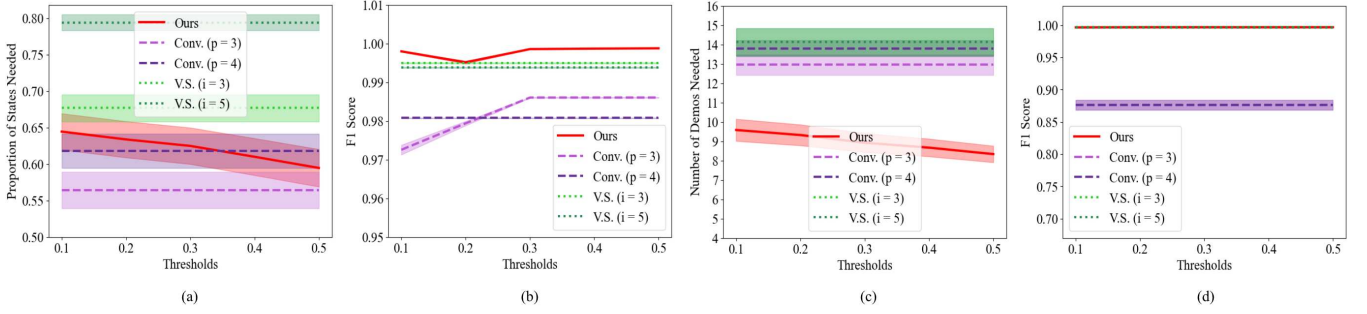 Proportion of States Needed
0.80
0.75
0.70
0.65
0.60
0.55
0.50
Ours
Conv. (p = 3)
Conv. (p = 4)
V.S. (i = 3)
V.S. (i = 5)
0.1 0.2 0.3 0.4 0.5
Thresholds
(a)
F1 Score
1.00
1.00
0.99
0.98
0.97
0.96
0.95
Ours
Conv. (p = 3)
Conv. (p = 4)
V.S. (i = 3)
V.S. (i = 5)
0.1 0.2 0.3 0.4 0.5
Thresholds
(b)
Number of Demos Needed
16
15
14
13
12
11
10
9
8
7
6
5
4
Ours
Conv. (p = 3)
Conv. (p = 4)
V.S. (i = 3)
V.S. (i = 5)
0.1 0.2 0.3 0.4 0.5
Thresholds
(c)
F1 Score
1.00
0.95
0.90
0.85
0.80
0.75
0.70
Ours
Conv. (p = 3)
Conv. (p = 4)
V.S. (i = 3)
V.S. (i = 5)
0.1 0.2 0.3 0.4 0.5
Thresholds
(d)